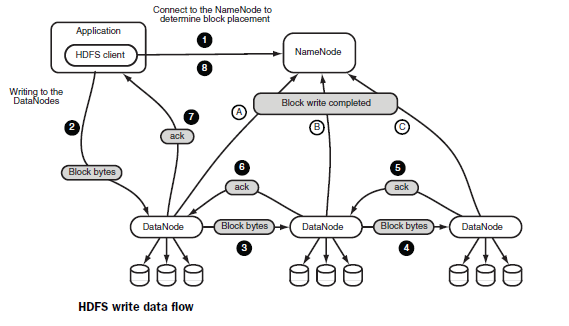 Connect to the NameNode to
determine block placement
Application
HDFS client
1
8
NameNode
Writing to the
DataNodes
2
7
A
Block write completed
B
C
ack
Block bytes
6
ack
5
ack
DataNode
Block bytes
DataNode
Block bytes
DataNode
3
4
HDFS write data flow